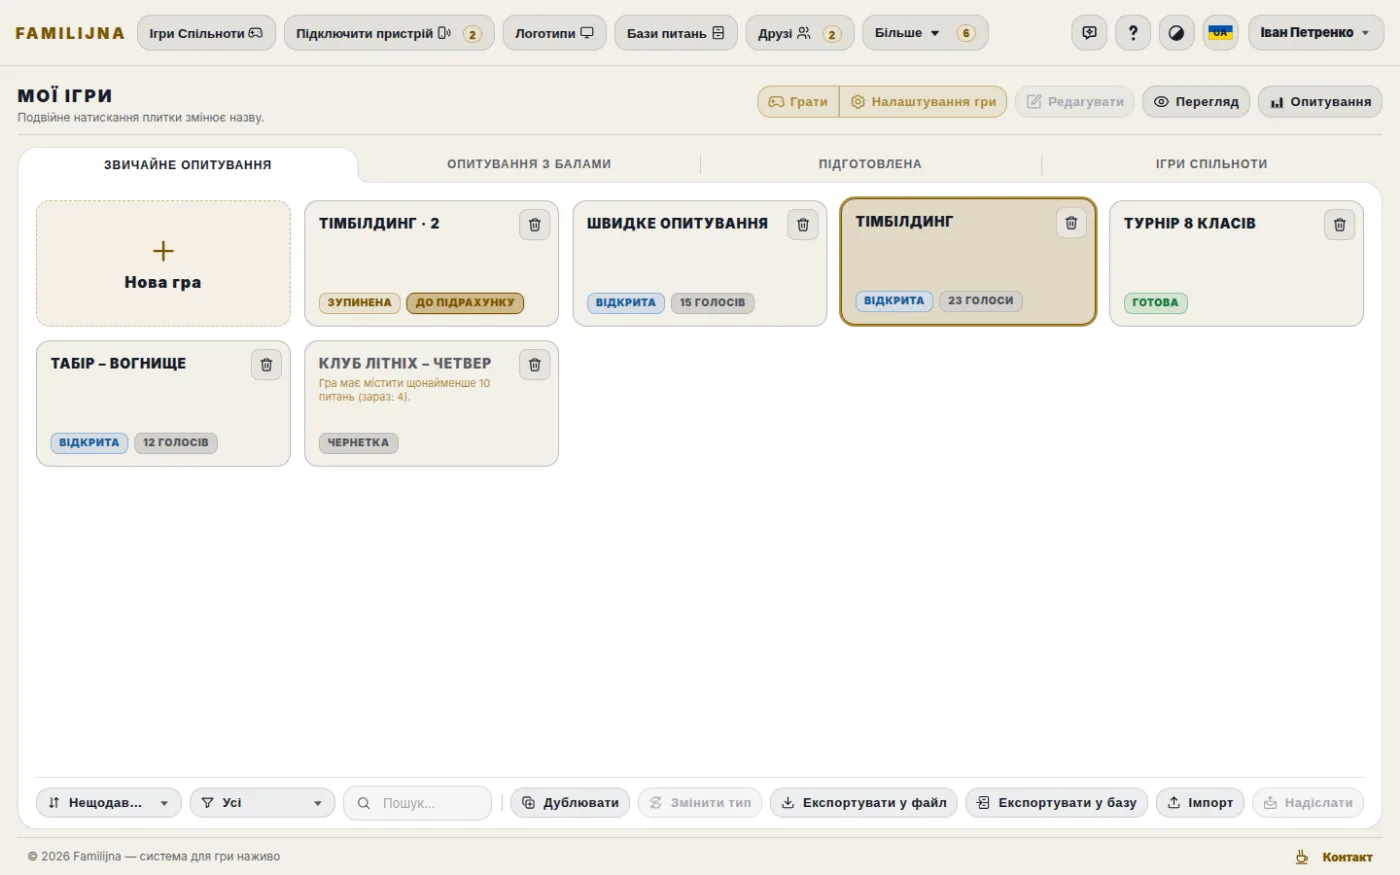 FAMILIJNA
Ігри Спільноти
Підключити пристрій 2
Логотипи
Бази питань
Друзі 2
Більше 6
?
UA
Іван Петренко
МОЇ ІГРИ
Подвійне натискання плитки змінює назву.
Грати
Налаштування гри
Редагувати
Перегляд
Опитування
ЗВИЧАЙНЕ ОПИТУВАННЯ
ОПИТУВАННЯ З БАЛАМИ
ПІДГОТОВЛЕНА
ІГРИ СПІЛЬНОТИ
Нова гра
ТІМБІЛДИНГ · 2
ЗУПИНЕНА
ДО ПІДРАХУНКУ
ШВИДКЕ ОПИТУВАННЯ
ВІДКРИТА
15 ГОЛОСІВ
ТІМБІЛДИНГ
ВІДКРИТА
23 ГОЛОСИ
ТУРНІР 8 КЛАСІВ
ГОТОВА
ТАБІР – ВОГНИЩЕ
ВІДКРИТА
12 ГОЛОСІВ
КЛУБ ЛІТНІХ – ЧЕТВЕР
Гра має містити щонайменше 10
питань (зараз: 4).
ЧЕРНЕТКА
Нещодав...
Усі
Пошук...
Дублювати
Змінити тип
Експортувати у файл
Експортувати у базу
Імпорт
Надіслати
© 2026 Familijna — система для гри наживо
Контакт